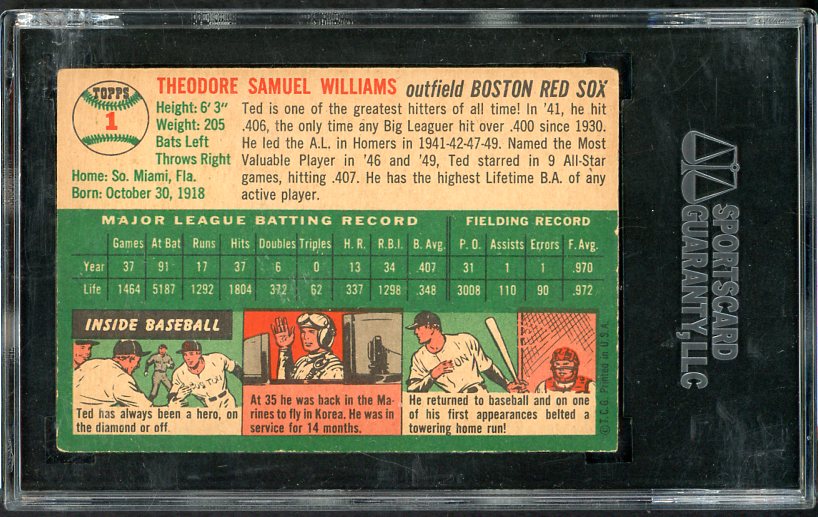 TOPPS
1
THEODORE SAMUEL WILLIAMS outfield BOSTON RED SOX
Height: 6' 3"
Weight: 205
Bats Left
Throws Right
Home: So. Miami, Fla.
Born: October 30, 1918
Ted is one of the greatest hitters of all time! In '41, he hit
.406, the only time any Big Leaguer hit over .400 since 1930.
He led the A.L. in Homers in 1941-42-47-49. Named the Most
Valuable Player in '46 and '49, Ted starred in 9 All-Star
games, hitting .407. He has the highest Lifetime B.A. of any
active player.
MAJOR LEAGUE BATTING RECORD FIELDING RECORD
Games At Bat Runs Hits Doubles Triples H. R. R.B.I. B. Avg. P. O. Assists Errors F. Avg.
Year 37 91 17 37 6 0 13 34 .407 31 1 1 .970
Life 1464 5187 1292 1804 372 62 337 1298 .348 3008 110 90 .972
INSIDE BASEBALL
BOSTON
Ted has always been a hero, on
the diamond or off.
At 35 he was back in the Ma-
rines to fly in Korea. He was in
service for 14 months.
TON
He returned to baseball and on one
of his first appearances belted a
towering home run!
© T. C. G. Printed in U.S.A.
SPORTSCARD
GUARANTY, LLC